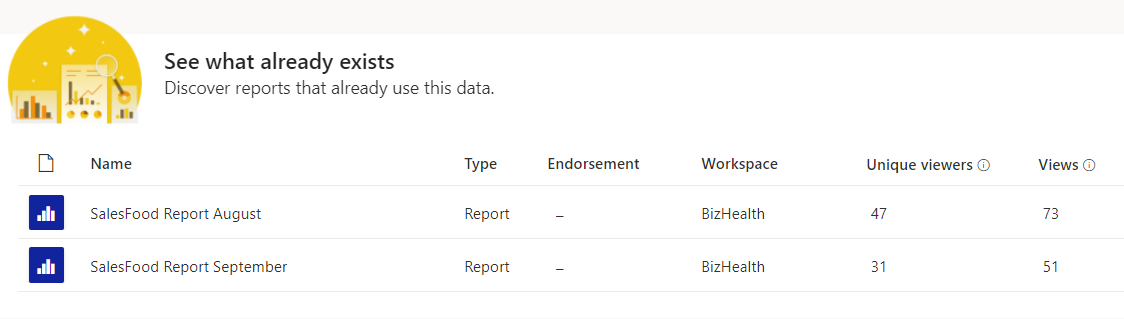 See what already exists
Discover reports that already use this data.
Name Type Endorsement Workspace Unique viewers Views
SalesFood Report August Report – BizHealth 47 73
SalesFood Report September Report – BizHealth 31 51